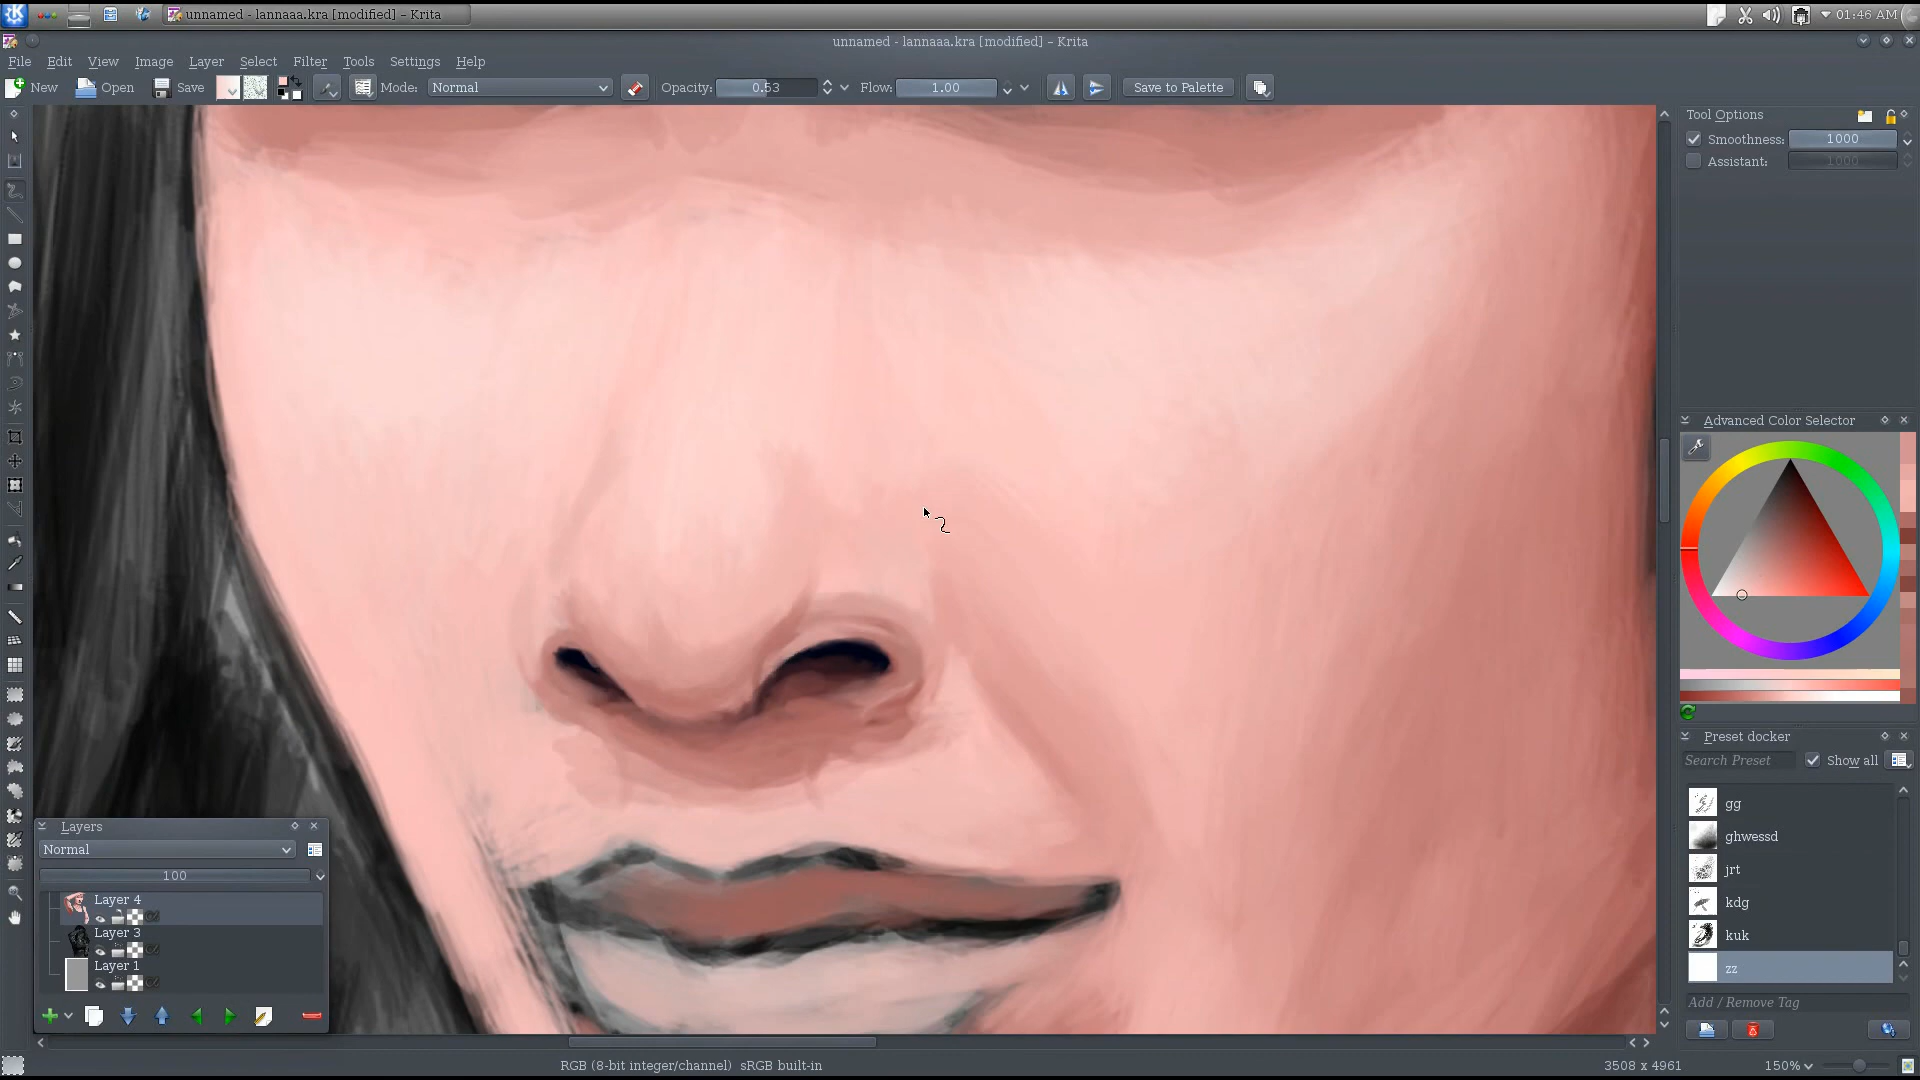 unnamed - lannaaa.kra [modified] – Krita
01:46 AM
unnamed - lannaaa.kra [modified] – Krita
File Edit View Image Layer Select Filter Tools Settings Help
New Open Save Mode: Normal Opacity: 0.53 Flow: 1.00 Save to Palette
Tool Options
Smoothness: 1000
Assistant: 1000
Advanced Color Selector
Preset docker
Search Preset Show all
gg
ghwessd
jrt
kdg
kuk
zz
Add / Remove Tag
Layers
Normal
100
Layer 4
Layer 3
Layer 1
RGB (8-bit integer/channel) sRGB built-in 3508 x 4961 150%